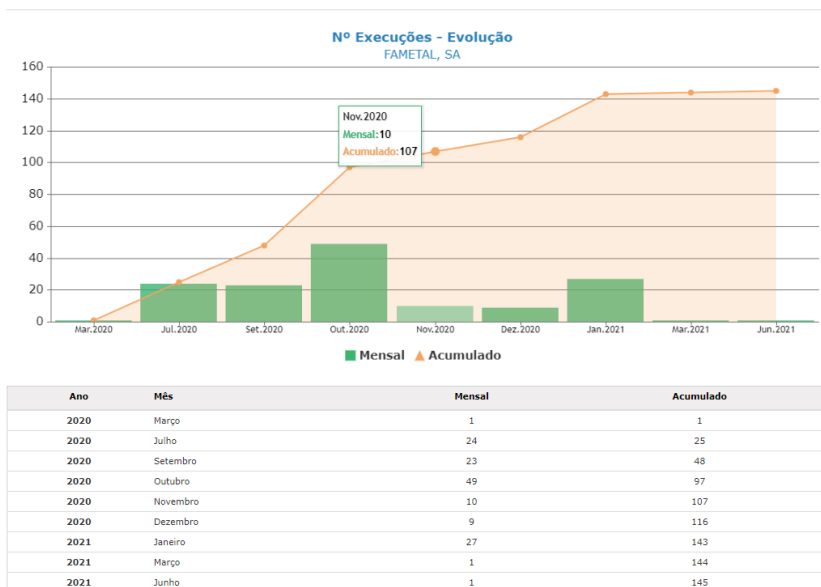 Nº Execuções - Evolução
FAMETAL, SA
160
140
120
100
80
60
40
20
0
Nov.2020
Mensal:10
Acumulado:107
Mar.2020 Jul.2020 Set.2020 Out.2020 Nov.2020 Dez.2020 Jan.2021 Mar.2021 Jun.2021
Mensal Acumulado
Ano Mês Mensal Acumulado
2020 Março 1 1
2020 Julho 24 25
2020 Setembro 23 48
2020 Outubro 49 97
2020 Novembro 10 107
2020 Dezembro 9 116
2021 Janeiro 27 143
2021 Março 1 144
2021 Junho 1 145